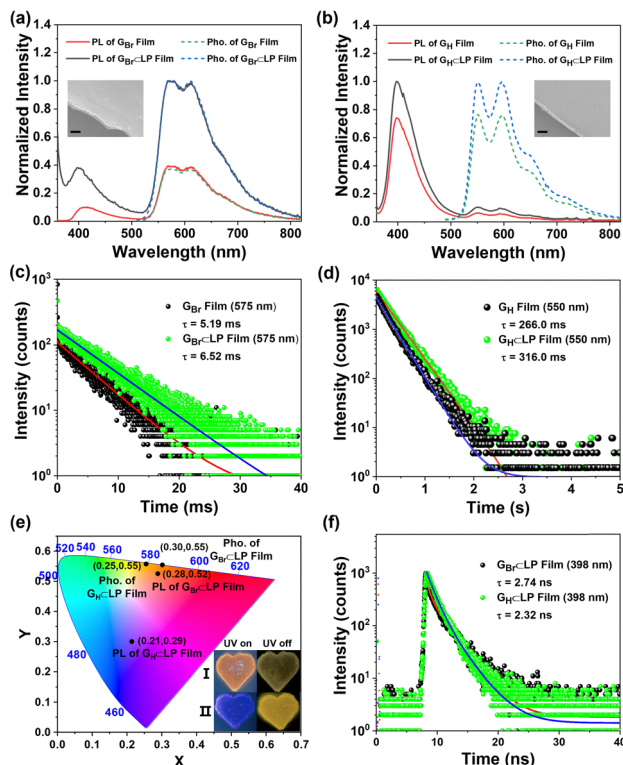 (a)
1.4
1.2
1.0
0.8
0.6
0.4
0.2
0.0
Normalized Intensity
PL of GBr Film
Pho. of GBr Film
PL of GBr⊂LP Film
Pho. of GBr⊂LP Film
400 500 600 700 800
Wavelength (nm)
(b)
1.4
1.2
1.0
0.8
0.6
0.4
0.2
0.0
Normalized Intensity
PL of GH Film
Pho. of GH Film
PL of GH⊂LP Film
Pho. of GH⊂LP Film
400 500 600 700 800
Wavelength (nm)
(c)
10³
10²
10¹
10⁰
Intensity (counts)
GBr Film (575 nm)
τ = 5.19 ms
GBr⊂LP Film (575 nm)
τ = 6.52 ms
0 10 20 30 40
Time (ms)
(d)
10⁴
10³
10²
10¹
10⁰
Intensity (counts)
GH Film (550 nm)
τ = 266.0 ms
GH⊂LP Film (550 nm)
τ = 316.0 ms
0 1 2 3 4 5
Time (s)
(e)
0.6
0.5
0.4
0.3
0.2
0.1
0.0
Y
520 540 560 580 600 620
500
480
460
(0.30,0.55)
Pho. of
GBr⊂LP Film
(0.25,0.55)
Pho. of
GH⊂LP Film
(0.28,0.52)
PL of GBr⊂LP Film
(0.21,0.29)
PL of GH⊂LP Film
UV on UV off
I
II
0.0 0.1 0.2 0.3 0.4 0.5 0.6 0.7
X
(f)
10⁴
10³
10²
10¹
10⁰
Intensity (counts)
GBr⊂LP Film (398 nm)
τ = 2.74 ns
GH⊂LP Film (398 nm)
τ = 2.32 ns
0 10 20 30 40
Time (ns)